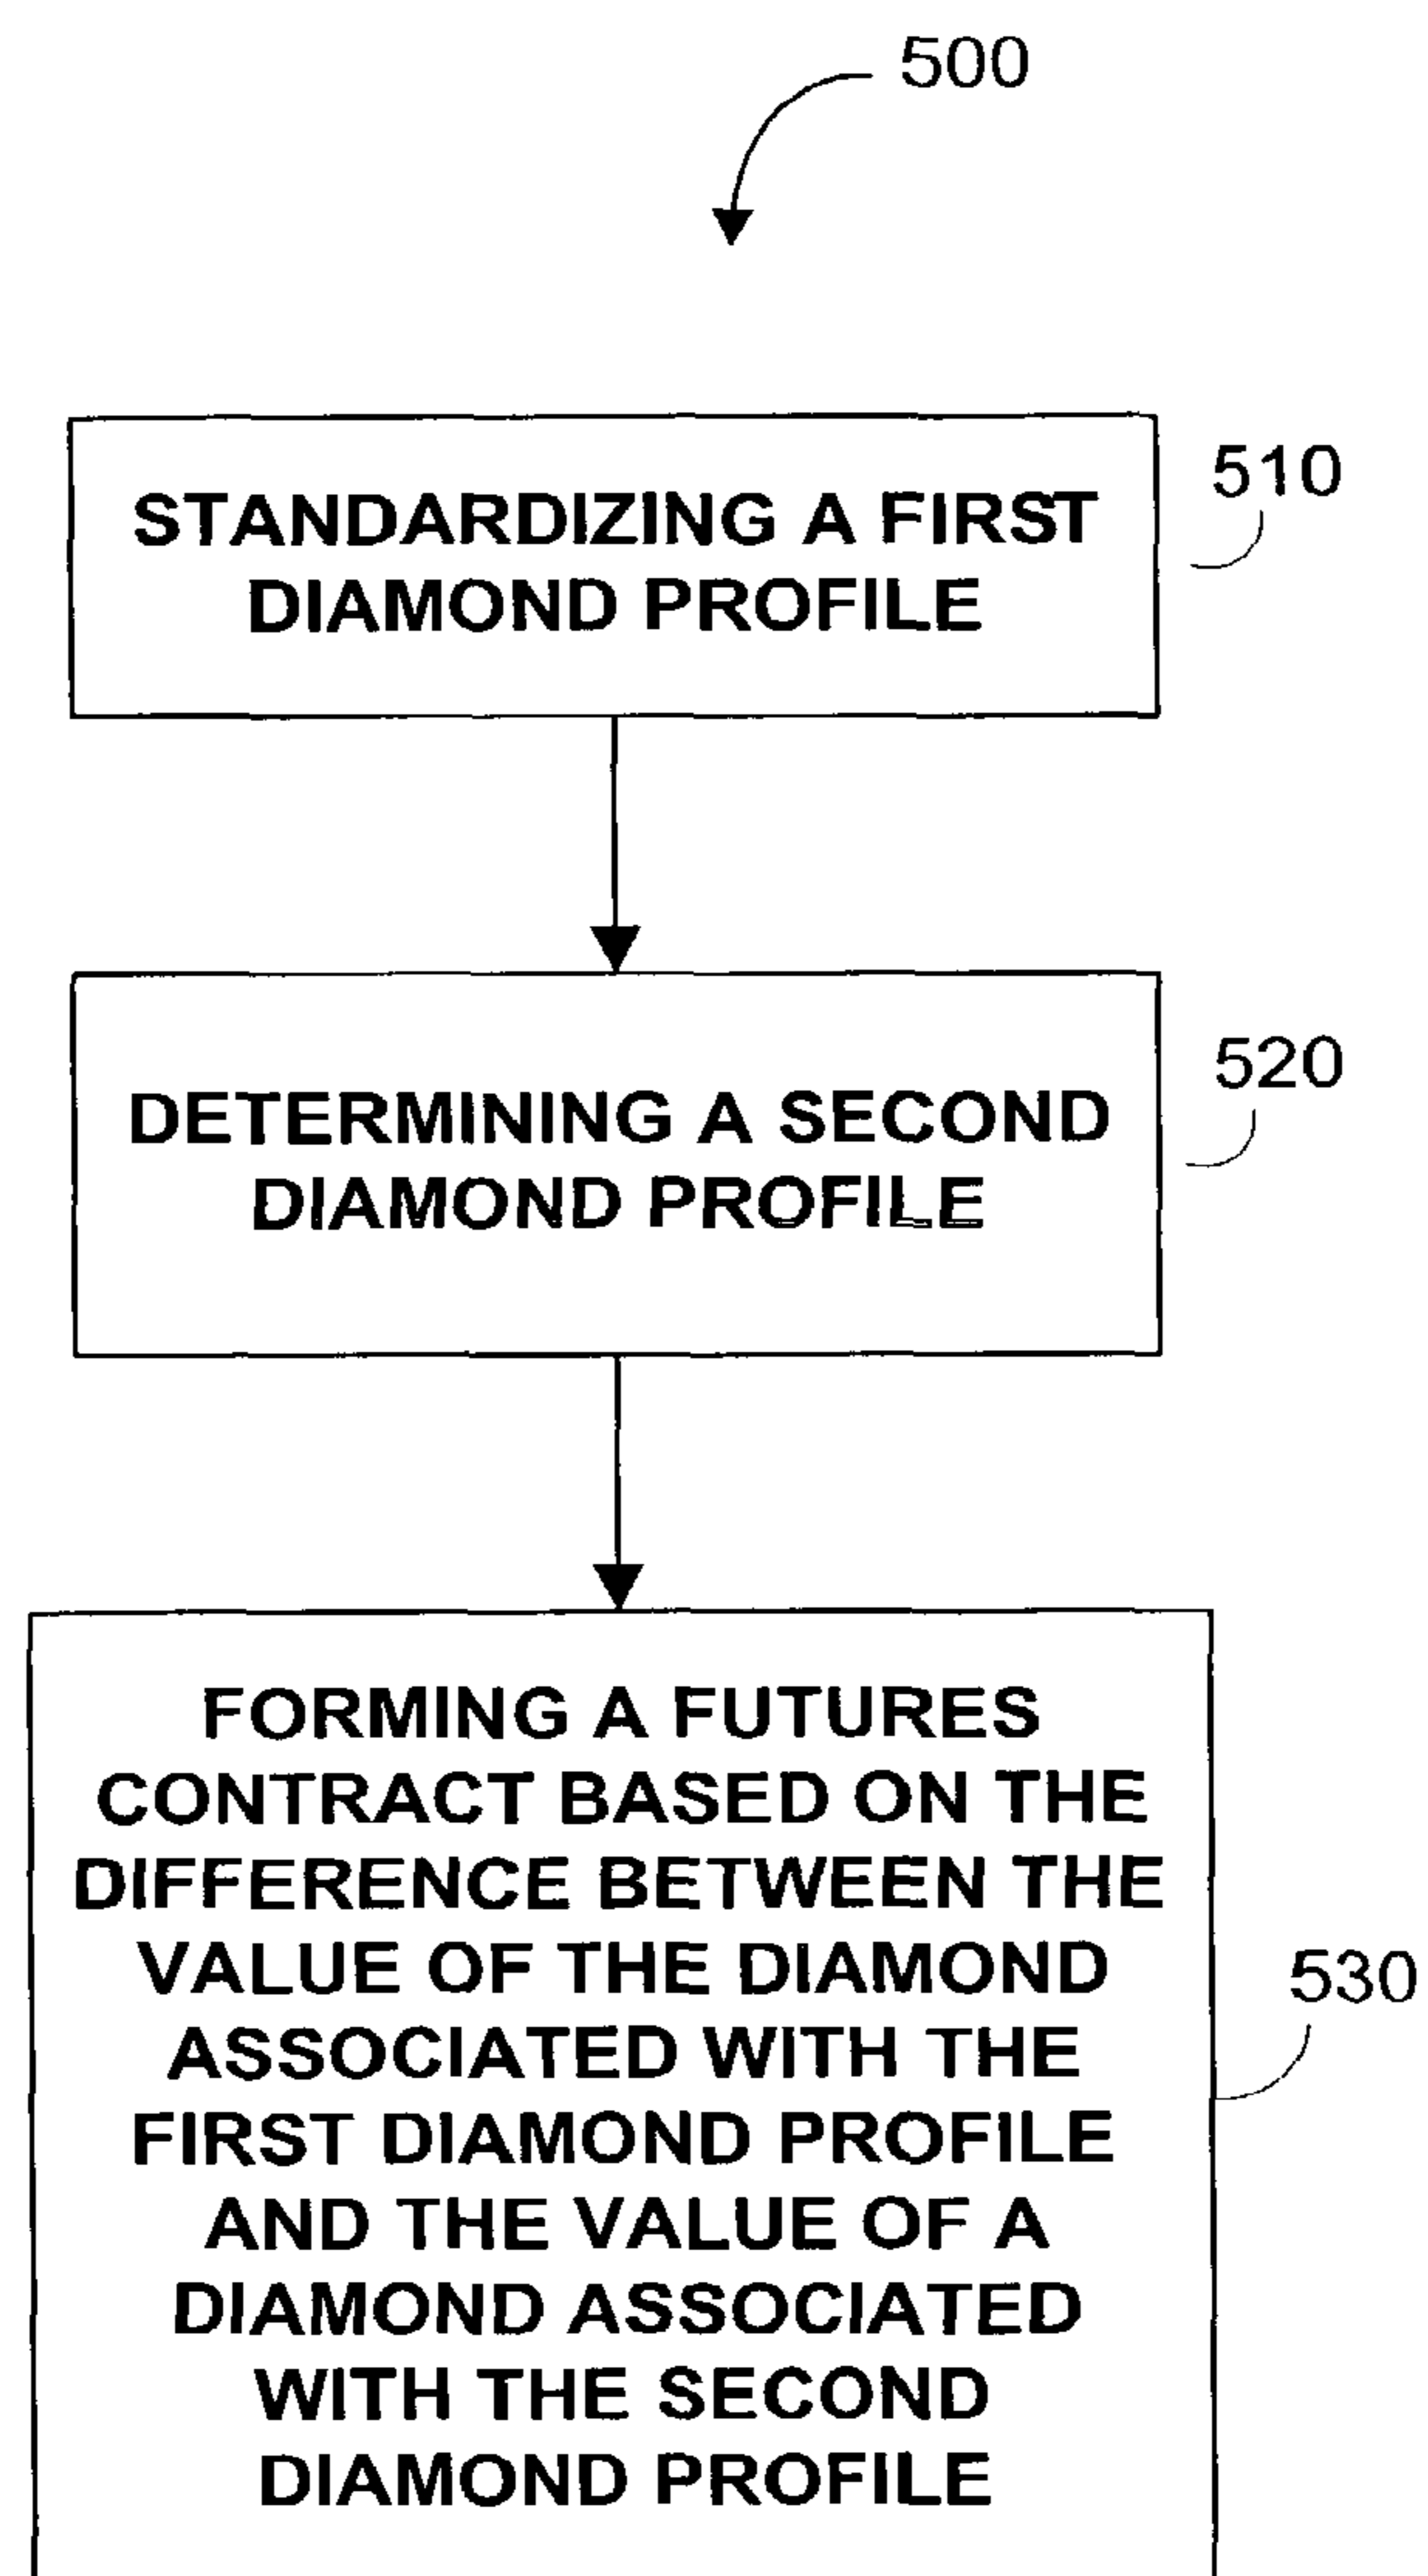 500
STANDARDIZING A FIRST
DIAMOND PROFILE
510
DETERMINING A SECOND
DIAMOND PROFILE
520
FORMING A FUTURES
CONTRACT BASED ON THE
DIFFERENCE BETWEEN THE
VALUE OF THE DIAMOND
ASSOCIATED WITH THE
FIRST DIAMOND PROFILE
AND THE VALUE OF A
DIAMOND ASSOCIATED
WITH THE SECOND
DIAMOND PROFILE
530